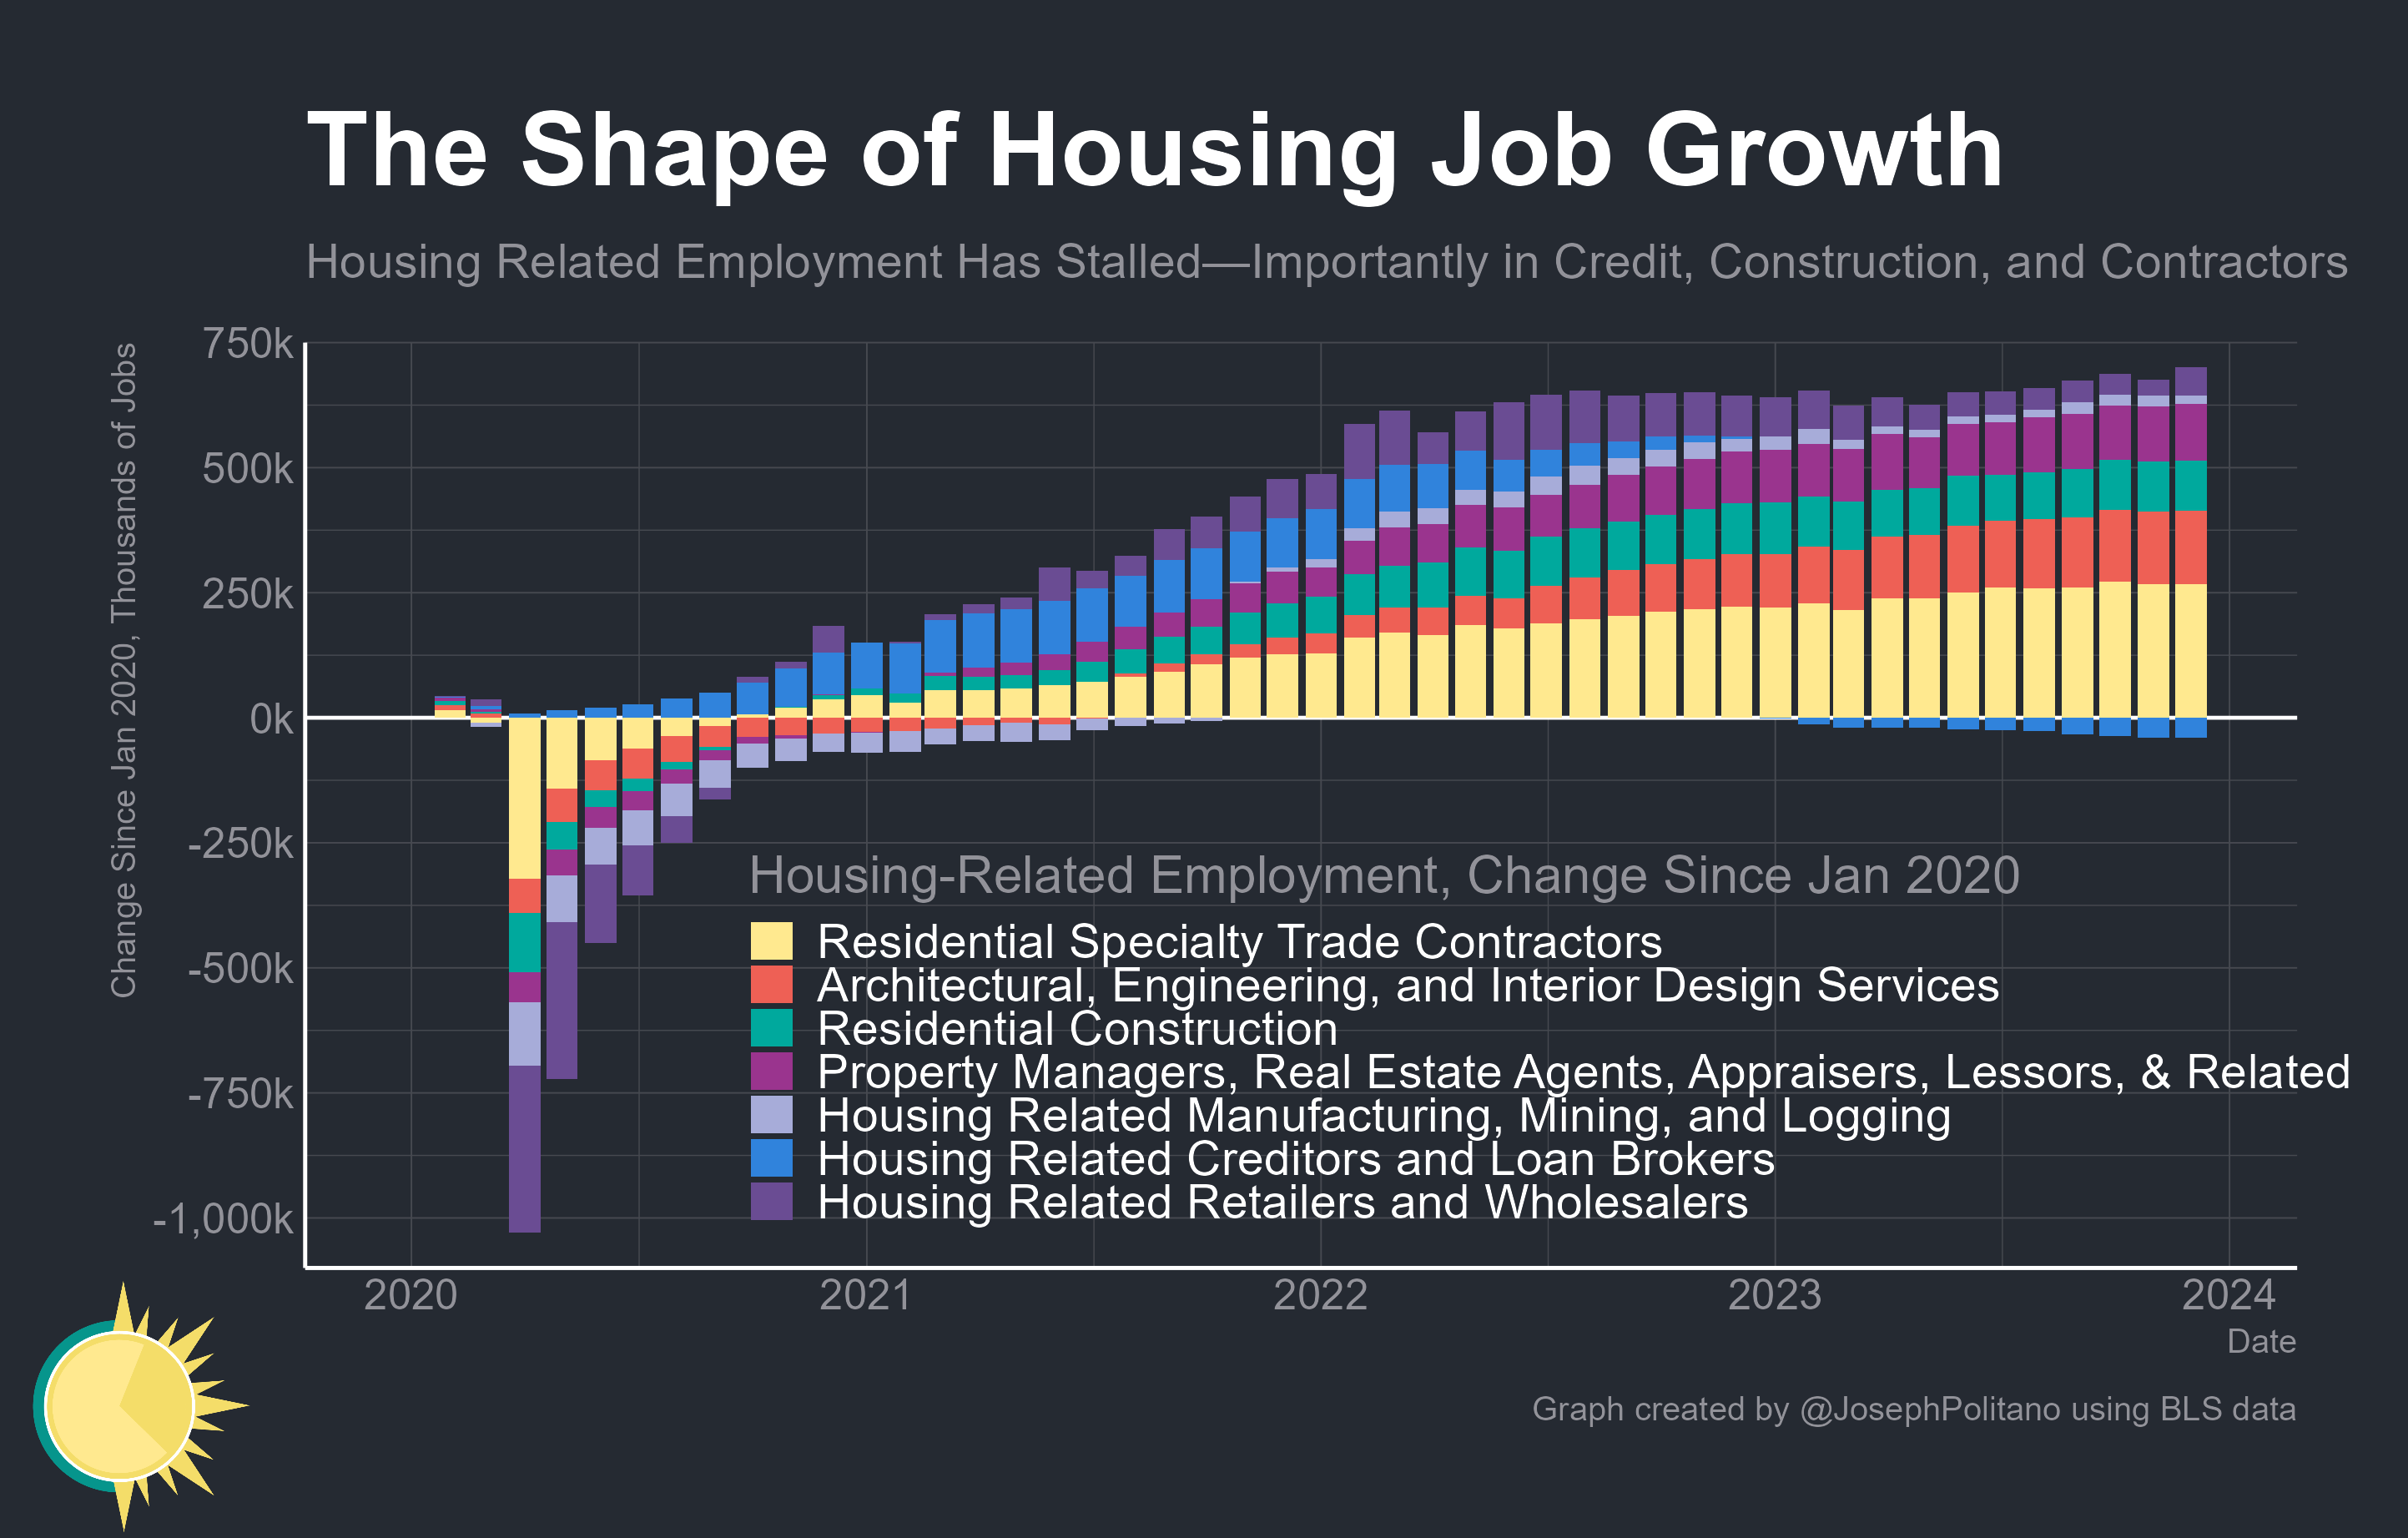 The Shape of Housing Job Growth
Housing Related Employment Has Stalled—Importantly in Credit, Construction, and Contractors
Change Since Jan 2020, Thousands of Jobs
750k
500k
250k
0k
-250k
-500k
-750k
-1,000k
Housing-Related Employment, Change Since Jan 2020
Residential Specialty Trade Contractors
Architectural, Engineering, and Interior Design Services
Residential Construction
Property Managers, Real Estate Agents, Appraisers, Lessors, & Related
Housing Related Manufacturing, Mining, and Logging
Housing Related Creditors and Loan Brokers
Housing Related Retailers and Wholesalers
2020 2021 2022 2023 2024
Date
Graph created by @JosephPolitano using BLS data